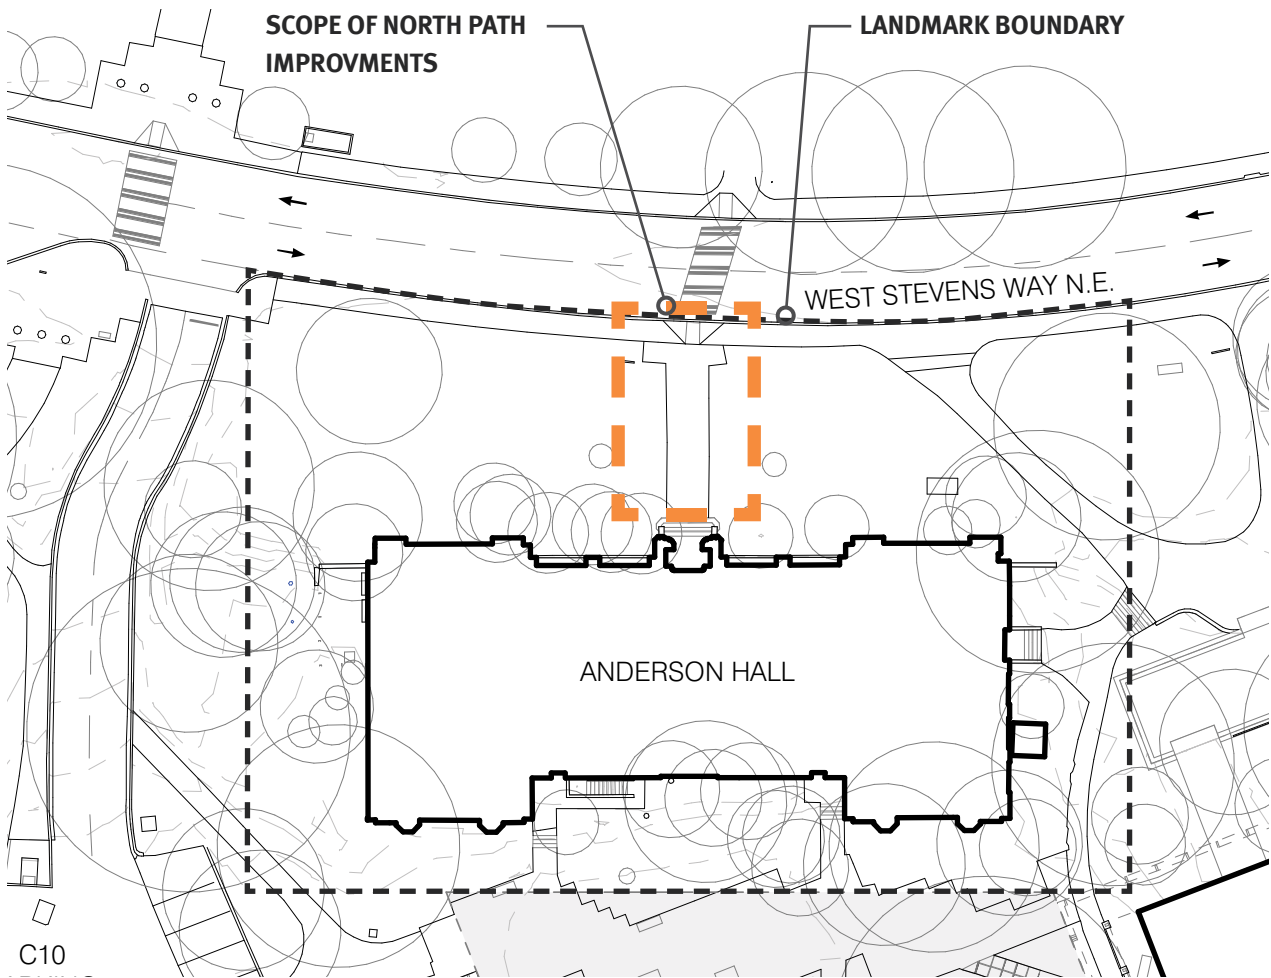 SCOPE OF NORTH PATH
IMPROVMENTS
LANDMARK BOUNDARY
WEST STEVENS WAY N.E.
ANDERSON HALL
C10